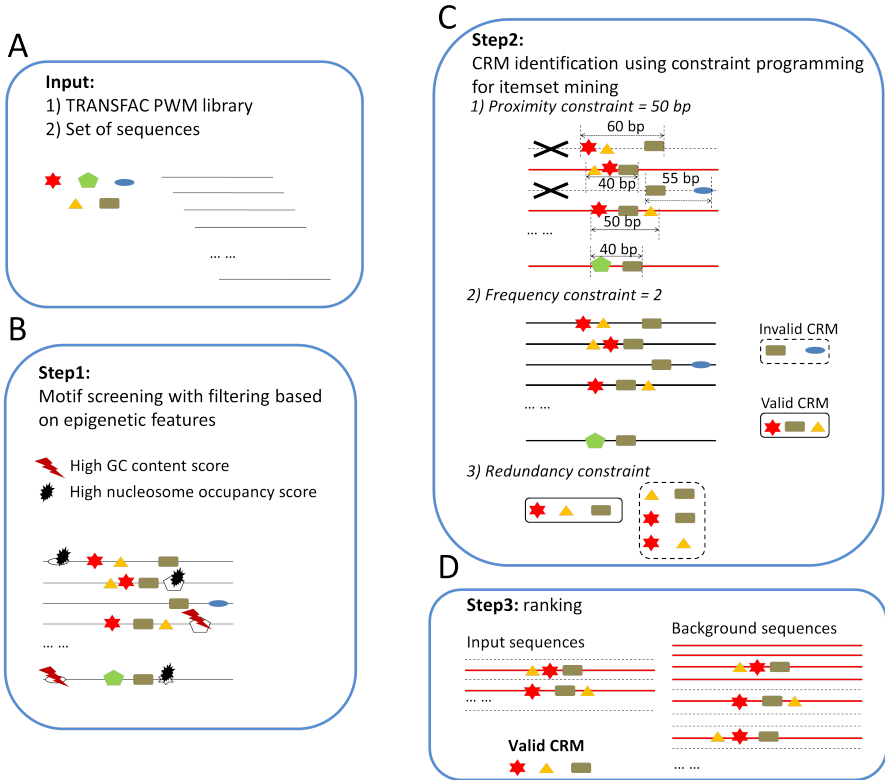 A
Input:
1) TRANSFAC PWM library
2) Set of sequences
... ...
B
Step1:
Motif screening with filtering based
on epigenetic features
High GC content score
High nucleosome occupancy score
... ...
C
Step2:
CRM identification using constraint programming
for itemset mining
1) Proximity constraint = 50 bp
60 bp
40 bp
55 bp
50 bp
... ...
40 bp
2) Frequency constraint = 2
Invalid CRM
Valid CRM
... ...
3) Redundancy constraint
D
Step3: ranking
Input sequences
Background sequences
... ...
Valid CRM
... ...